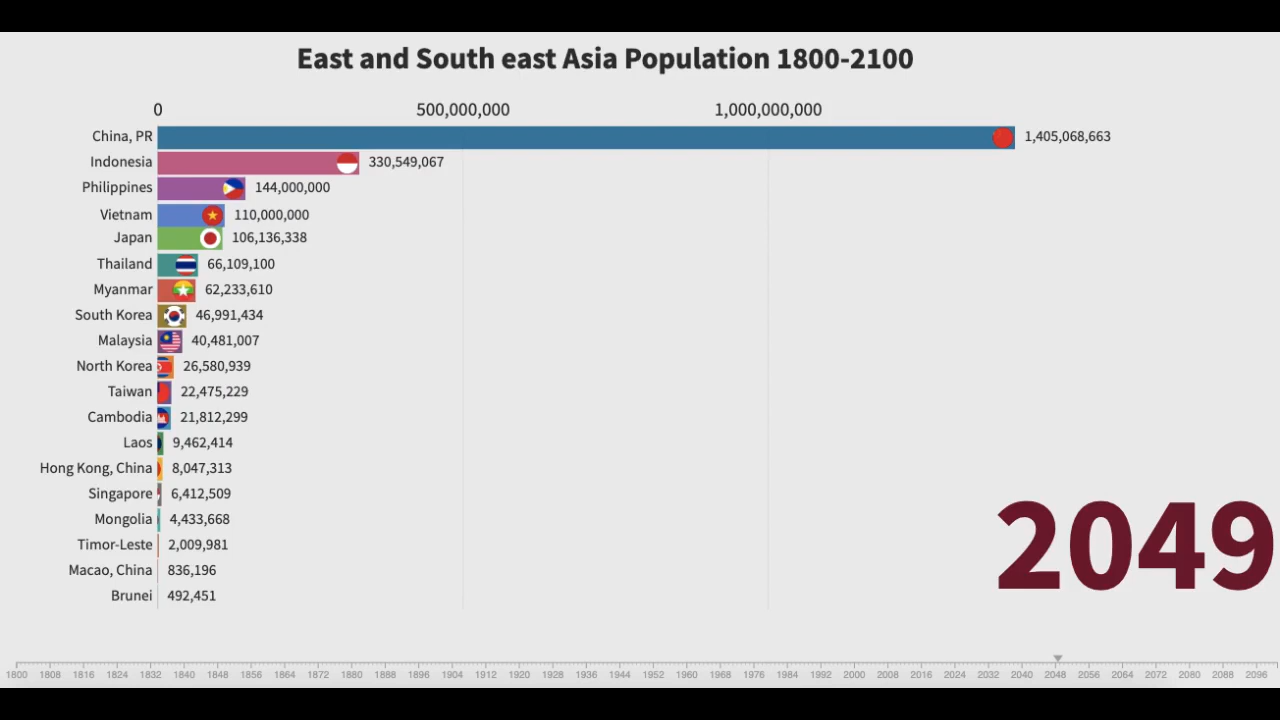 East and South east Asia Population 1800-2100
0 500,000,000 1,000,000,000
China, PR 1,405,068,663
Indonesia 330,549,067
Philippines 144,000,000
Vietnam 110,000,000
Japan 106,136,338
Thailand 66,109,100
Myanmar 62,233,610
South Korea 46,991,434
Malaysia 40,481,007
North Korea 26,580,939
Taiwan 22,475,229
Cambodia 21,812,299
Laos 9,462,414
Hong Kong, China 8,047,313
Singapore 6,412,509
Mongolia 4,433,668
Timor-Leste 2,009,981
Macao, China 836,196
Brunei 492,451
2049
1800 1808 1816 1824 1832 1840 1848 1856 1864 1872 1880 1888 1896 1904 1912 1920 1928 1936 1944 1952 1960 1968 1976 1984 1992 2000 2008 2016 2024 2032 2040 2048 2056 2064 2072 2080 2088 2096